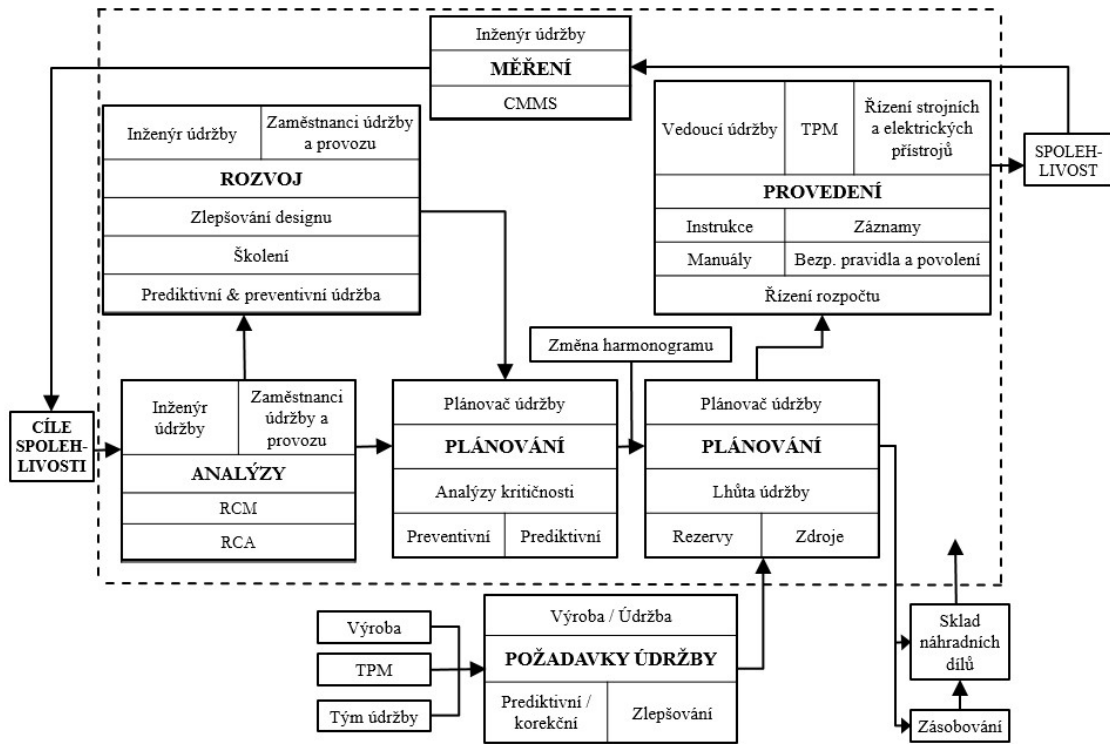 Inženýr údržby
MĚŘENÍ
CMMS
Inženýr údržby
Zaměstnanci údržby
a provozu
ROZVOJ
Zlepšování designu
Školení
Prediktivní & preventivní údržba
Vedoucí údržby
TPM
Řízení strojních
a elektrických
přístrojů
PROVEDENÍ
Instrukce
Záznamy
Manuály
Bezp. pravidla a povolení
Řízení rozpočtu
SPOLEH-
LIVOST
Změna harmonogramu
CÍLE
SPOLEH-
LIVOSTI
Inženýr
údržby
Zaměstnanci
údržby a
provozu
ANALÝZY
RCM
RCA
Plánovač údržby
PLÁNOVÁNÍ
Analýzy kritičnosti
Preventivní
Prediktivní
Plánovač údržby
PLÁNOVÁNÍ
Lhůta údržby
Rezervy
Zdroje
Výroba
TPM
Tým údržby
Výroba / Údržba
POŽADAVKY ÚDRŽBY
Prediktivní /
korekční
Zlepšování
Sklad
náhradních
dílů
Zásobování